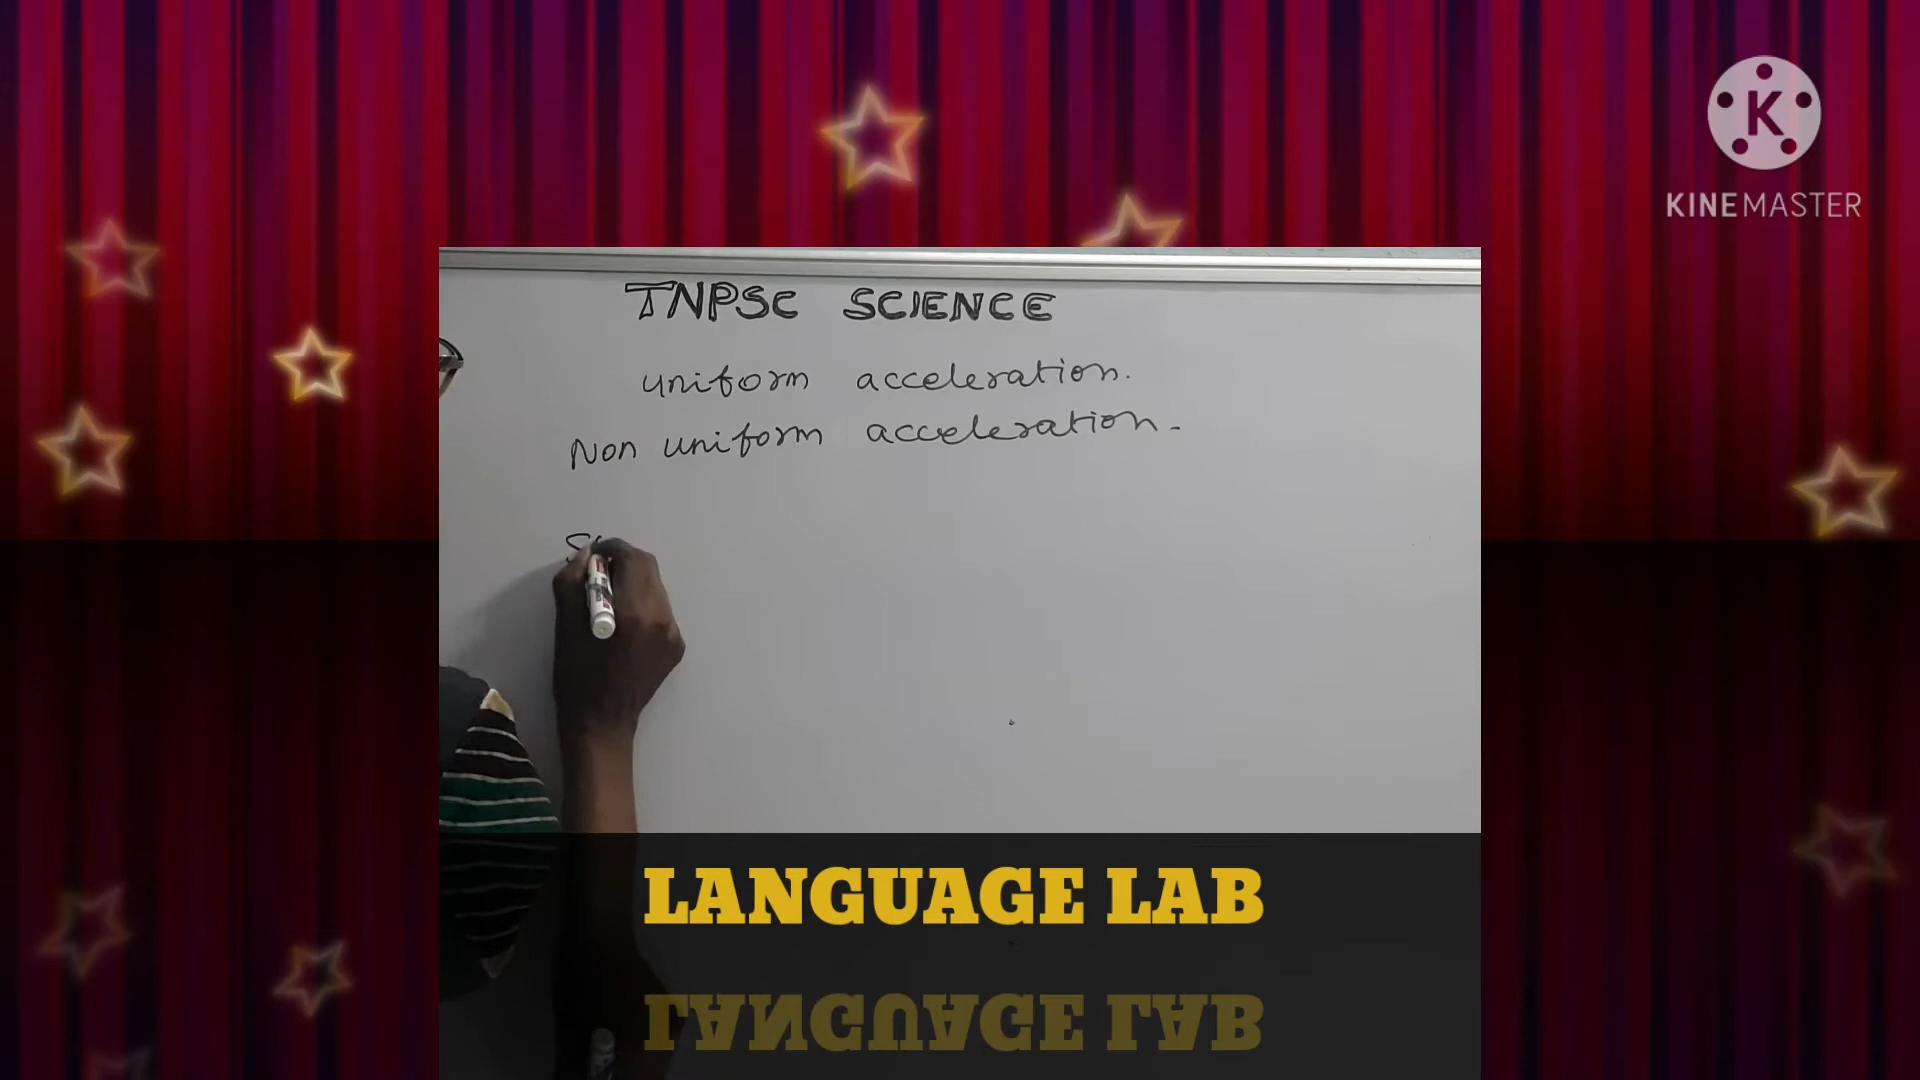 K
KINEMASTER
TNPSC SCIENCE
uniform acceleration.
Non uniform acceleration.
LANGUAGE LAB